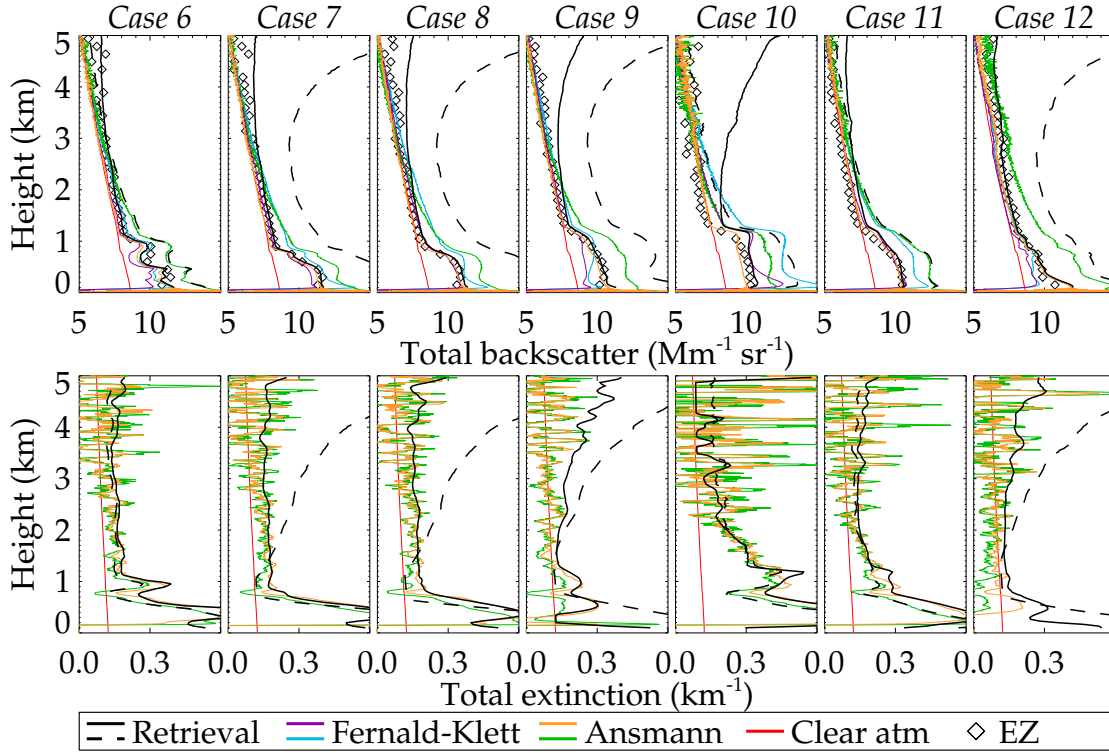 Case 6 Case 7 Case 8 Case 9 Case 10 Case 11 Case 12
5
4
3
2
1
0
Height (km)
5 10 5 10 5 10 5 10 5 10 5 10 5 10
Total backscatter (Mm⁻¹ sr⁻¹)
5
4
3
2
1
0
Height (km)
0.0 0.3 0.0 0.3 0.0 0.3 0.0 0.3 0.0 0.3 0.0 0.3 0.0 0.3
Total extinction (km⁻¹)
Retrieval Fernald-Klett Ansmann Clear atm EZ